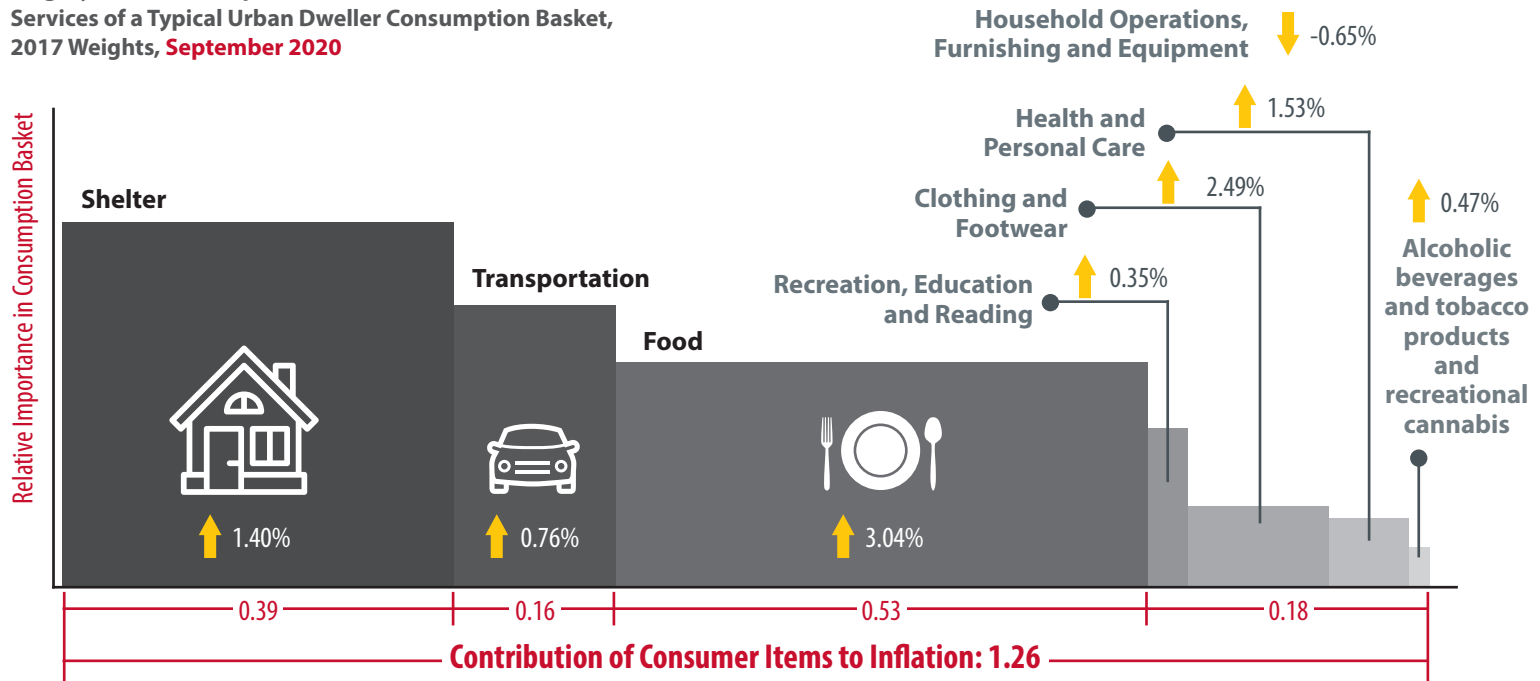 Services of a Typical Urban Dweller Consumption Basket,
2017 Weights, September 2020
Relative Importance in Consumption Basket
Shelter
1.40%
Transportation
0.76%
Food
3.04%
Recreation, Education
and Reading
0.35%
Clothing and
Footwear
2.49%
Health and
Personal Care
1.53%
Household Operations,
Furnishing and Equipment
-0.65%
0.47%
Alcoholic
beverages
and tobacco
products
and
recreational
cannabis
0.39
0.16
0.53
0.18
Contribution of Consumer Items to Inflation: 1.26